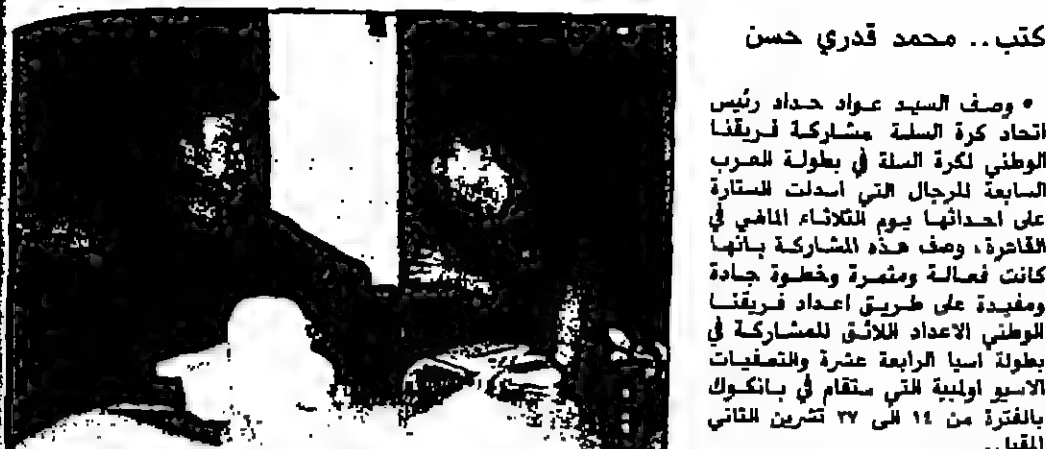 كتب.. محمد قدري حسن
• وصف السيد عواد حداد رئيس
اتحاد كرة السلة مشاركة فريقنا
الوطني لكرة السلة في بطولة العرب
السابعة للرجال التي اسدلت الستارة
على احداثها يوم الثلاثاء الماضي في
القاهرة، وصف هذه المشاركة بانها
كانت فعالة ومثمرة وخطوة جادة
ومفيدة على طريق اعداد فريقنا
الوطني الاعداد اللائق للمشاركة في
بطولة اسيا الرابعة عشرة والتصفيات
الاسيو اولمبية التي ستقام في بانكوك
بالفترة من ١٤ الى ٢٧ تشرين الثاني
المقبل.